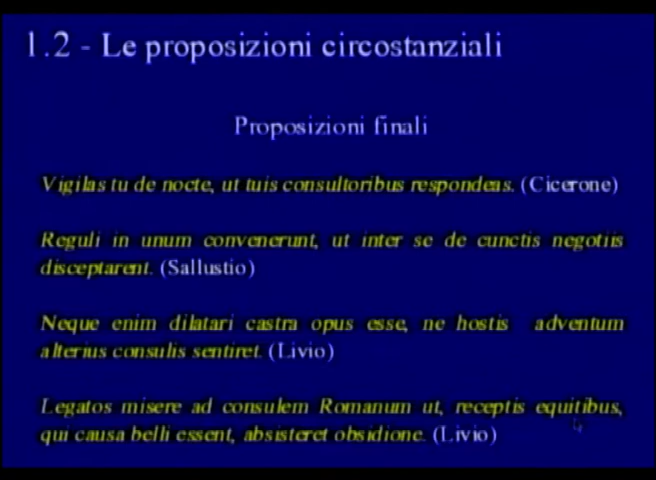 1.2 - Le proposizioni circostanziali
Proposizioni finali
Vigilas tu de nocte, ut tuis consultoribus respondeas. (Cicerone)
Reguli in unum convenerunt, ut inter se de cunctis negotiis
disceptarent. (Sallustio)
Neque enim dilatari castra opus esse, ne hostis adventum
alterius consulis sentiret. (Livio)
Legatos misere ad consulem Romanum ut, receptis equitibus,
qui causa belli essent, absisteret obsidione. (Livio)